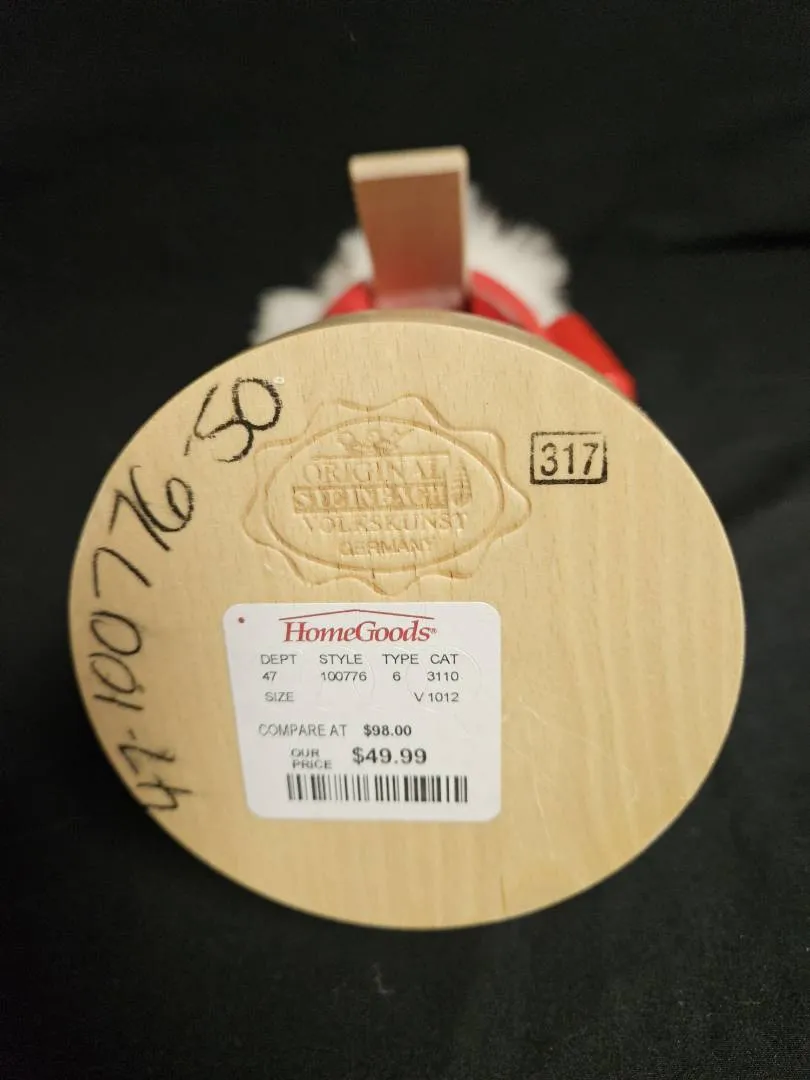 47-100776-50
ORIGINAL
STEINBACH
VOLKSKUNST
GERMANY
317
HomeGoods®
DEPT STYLE TYPE CAT
47 100776 6 3110
SIZE V 1012
COMPARE AT $98.00
OUR PRICE $49.99